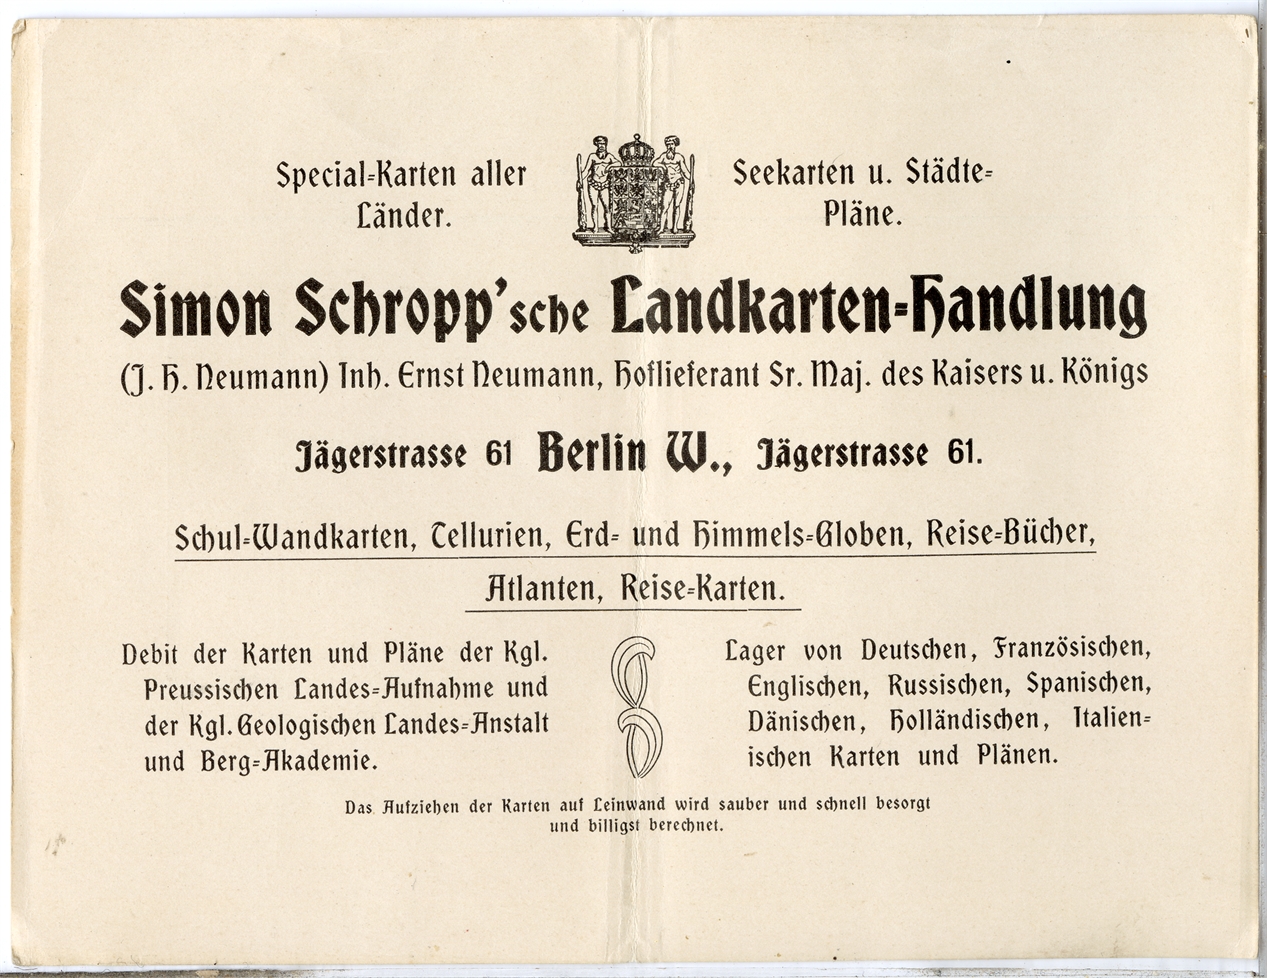 Special-Karten aller
Länder.
Seekarten u. Städte-
Pläne.
Simon Schropp'sche Landkarten-Handlung
(J. H. Neumann) Inh. Ernst Neumann, Hoflieferant Sr. Maj. des Kaisers u. Königs
Jägerstrasse 61 Berlin W., Jägerstrasse 61.
Schul-Wandkarten, Tellurien, Erd- und Himmels-Globen, Reise-Bücher,
Atlanten, Reise-Karten.
Debit der Karten und Pläne der Kgl.
Preussischen Landes-Aufnahme und
der Kgl. Geologischen Landes-Anstalt
und Berg-Akademie.
Lager von Deutschen, Französischen,
Englischen, Russischen, Spanischen,
Dänischen, Holländischen, Italien-
ischen Karten und Plänen.
Das Aufziehen der Karten auf Leinwand wird sauber und schnell besorgt
und billigst berechnet.